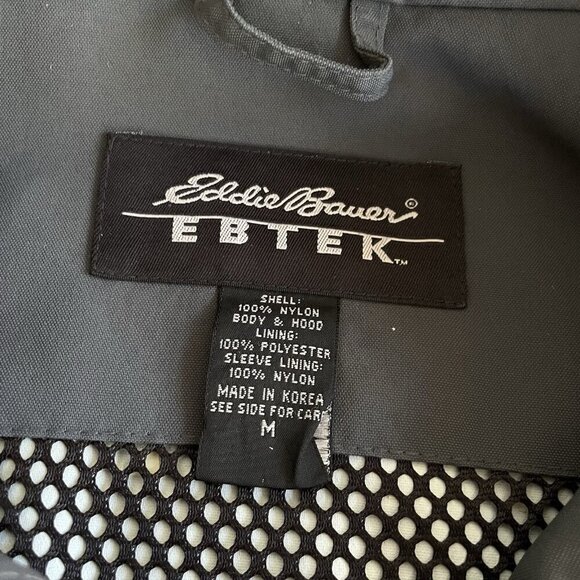 Eddie Bauer®
EBTEK™
SHELL:
100% NYLON
BODY & HOOD
LINING:
100% POLYESTER
SLEEVE LINING:
100% NYLON
MADE IN KOREA
SEE SIDE FOR CARE
M